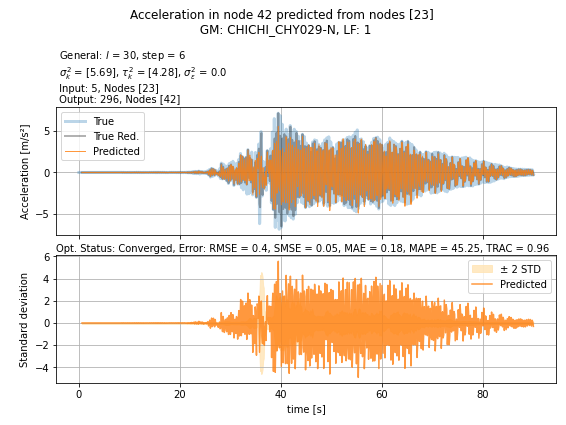 Acceleration in node 42 predicted from nodes [23]
GM: CHICHI_CHY029-N, LF: 1
General: l = 30, step = 6
σ²ₖ = [5.69], τ²ₖ = [4.28], σ²ε = 0.0
Input: 5, Nodes [23]
Output: 296, Nodes [42]
True
True Red.
Predicted
Acceleration [m/s²]
5
0
−5
Opt. Status: Converged, Error: RMSE = 0.4, SMSE = 0.05, MAE = 0.18, MAPE = 45.25, TRAC = 0.96
± 2 STD
Predicted
Standard deviation
6
4
2
0
−2
−4
0 20 40 60 80
time [s]